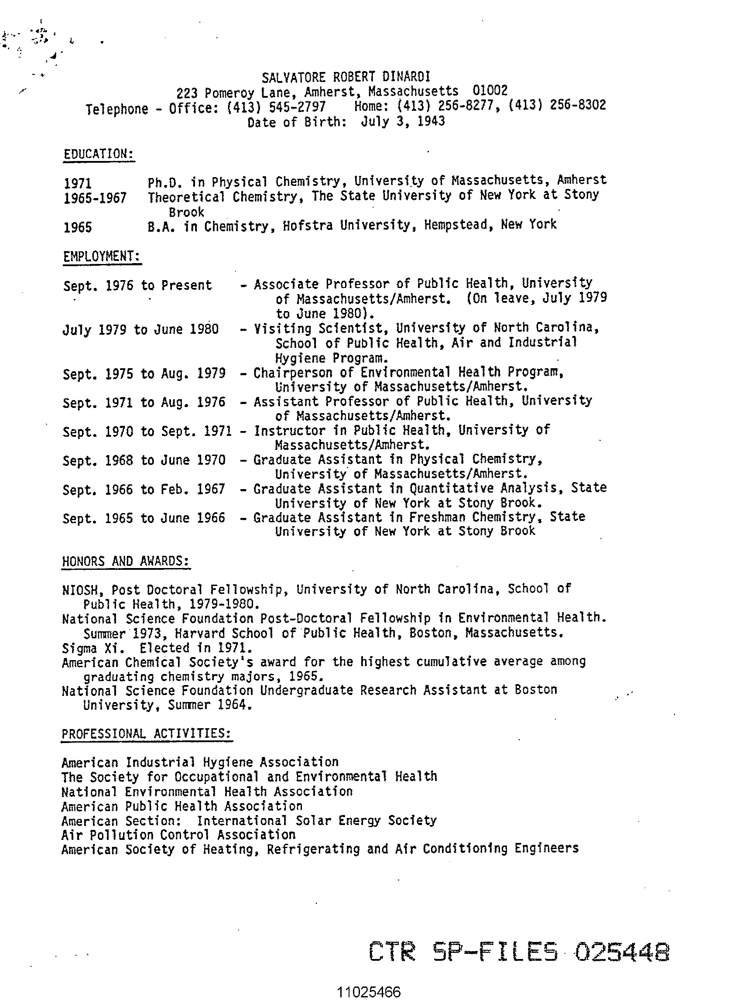 SALVATORE ROBERT DINARDI
223 Pomeroy Lane, Amherst, Massachusetts 01002
Telephone - Office: (413) 545-2797 Home: (413) 256-8277, (413) 256-8302
Date of Birth: July 3, 1943
EDUCATION:
1971 Ph.D. in Physical Chemistry, University of Massachusetts, Amherst
1965-1967 Theoretical Chemistry, The State University of New York at Stony
Brook
1965 B.A. in Chemistry, Hofstra University, Hempstead, New York
EMPLOYMENT:
Sept. 1976 to Present - Associate Professor of Public Health, University
of Massachusetts/Amherst. (On leave, July 1979
to June 1980).
July 1979 to June 1980 - Visiting Scientist, University of North Carolina,
School of Public Health, Air and Industrial
Hygiene Program.
Sept. 1975 to Aug. 1979 - Chairperson of Environmental Health Program,
University of Massachusetts/Amherst.
Sept. 1971 to Aug. 1976 - Assistant Professor of Public Health, University
of Massachusetts/Amherst.
Sept. 1970 to Sept. 1971 - Instructor in Public Health, University of
Massachusetts/Amherst.
Sept. 1968 to June 1970 - Graduate Assistant in Physical Chemistry,
University of Massachusetts/Amherst.
Sept. 1966 to Feb. 1967 - Graduate Assistant in Quantitative Analysis, State
University of New York at Stony Brook.
Sept. 1965 to June 1966 - Graduate Assistant in Freshman Chemistry, State
University of New York at Stony Brook
HONORS AND AWARDS:
NIOSH, Post Doctoral Fellowship, University of North Carolina, School of
Public Health, 1979-1980.
National Science Foundation Post-Doctoral Fellowship in Environmental Health.
Summer 1973, Harvard School of Public Health, Boston, Massachusetts.
Sigma Xi. Elected in 1971.
American Chemical Society's award for the highest cumulative average among
graduating chemistry majors, 1965.
National Science Foundation Undergraduate Research Assistant at Boston
University, Summer 1964.
PROFESSIONAL ACTIVITIES:
American Industrial Hygiene Association
The Society for Occupational and Environmental Health
National Environmental Health Association
American Public Health Association
American Section: International Solar Energy Society
Air Pollution Control Association
American Society of Heating, Refrigerating and Air Conditioning Engineers
CTR SP-FILES 025448
11025466